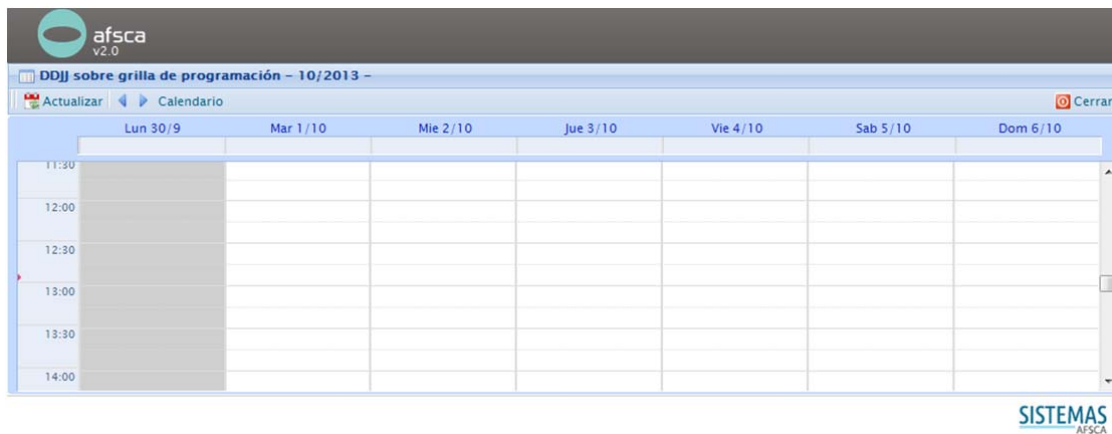 afsca
v2.0
DDJJ sobre grilla de programación - 10/2013 -
Actualizar Calendario Cerrar
Lun 30/9 Mar 1/10 Mie 2/10 Jue 3/10 Vie 4/10 Sab 5/10 Dom 6/10
11:30
12:00
12:30
13:00
13:30
14:00
SISTEMAS
AFSCA